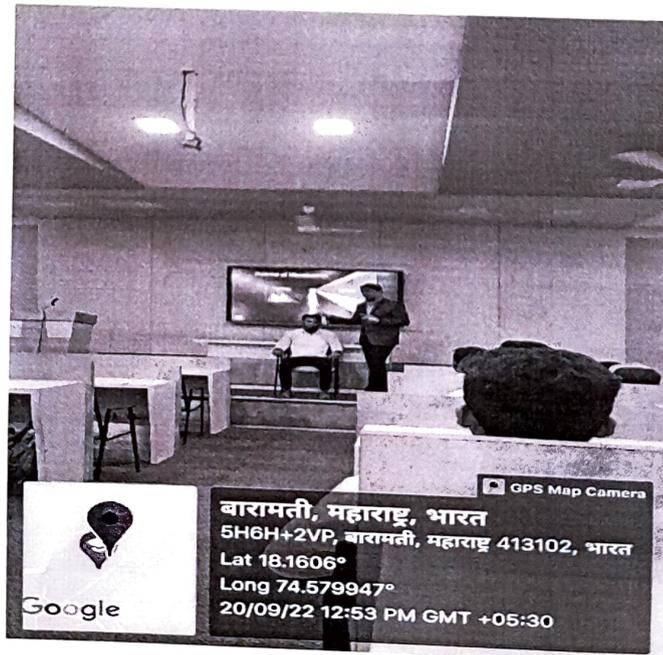 GPS Map Camera
बारामती, महाराष्ट्र, भारत
5H6H+2VP, बारामती, महाराष्ट्र 413102, भारत
Lat 18.1606°
Long 74.579947°
20/09/22 12:53 PM GMT +05:30
Google